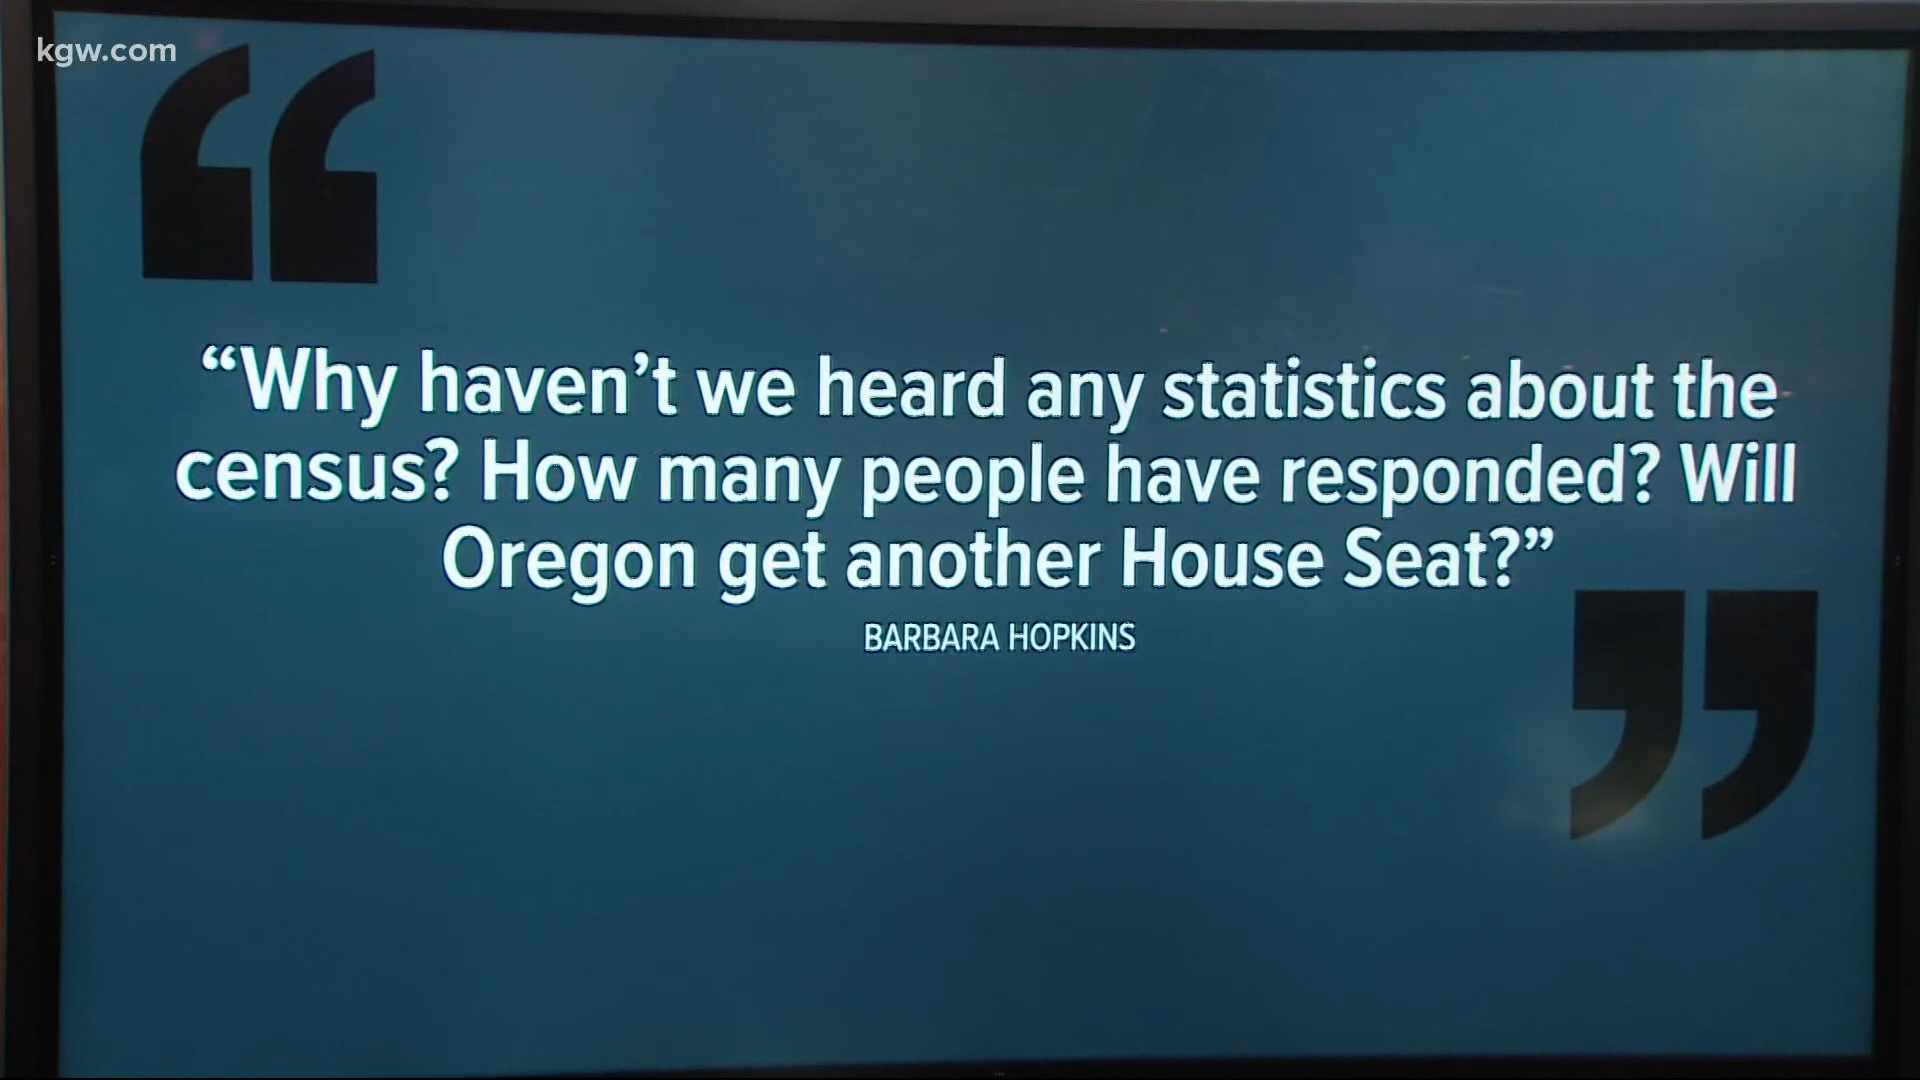 kgw.com
“Why haven’t we heard any statistics about the
census? How many people have responded? Will
Oregon get another House Seat?”
BARBARA HOPKINS